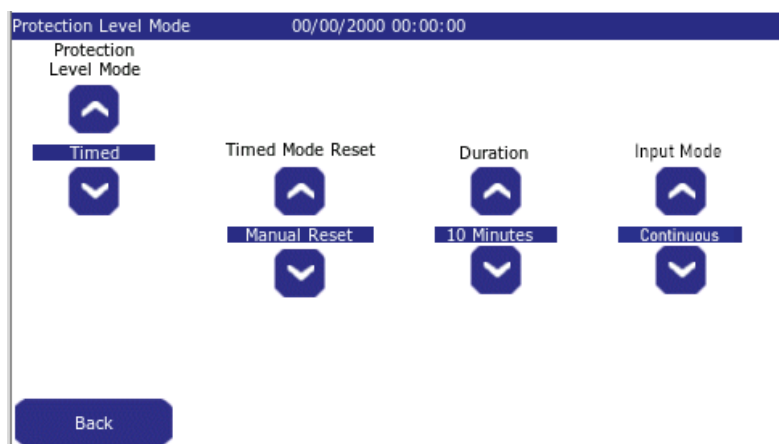 Protection Level Mode 00/00/2000 00:00:00
Protection
Level Mode
Timed
Timed Mode Reset
Manual Reset
Duration
10 Minutes
Input Mode
Continuous
Back